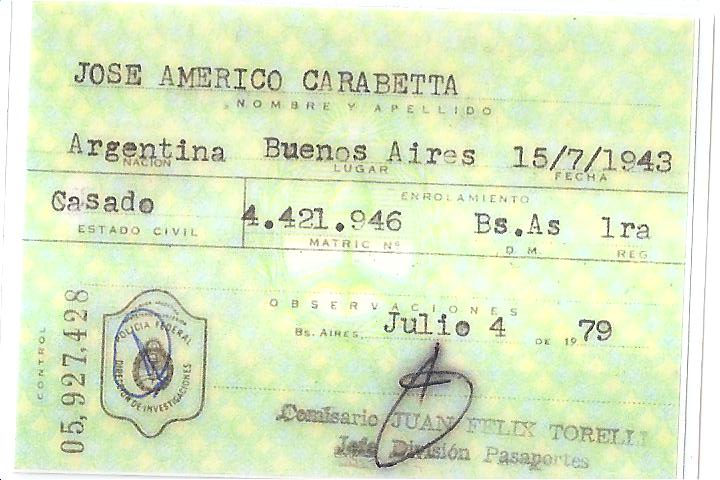 JOSE AMERICO CARABETTA
NOMBRE Y APELLIDO
Argentina Buenos Aires 15/7/1943
NACION LUGAR FECHA
ENROLAMIENTO
Casado 4.421.946 Bs.As 1ra
ESTADO CIVIL MATRIC Nº D. M. REG
OBSERVACIONES
Bs. AIRES, Julio 4 DE 1979
CONTROL
05,927.428
POLICIA FEDERAL
DIRECCION DE INVESTIGACIONES
Comisario JUAN FELIX TORELLI
Jefe División Pasaportes